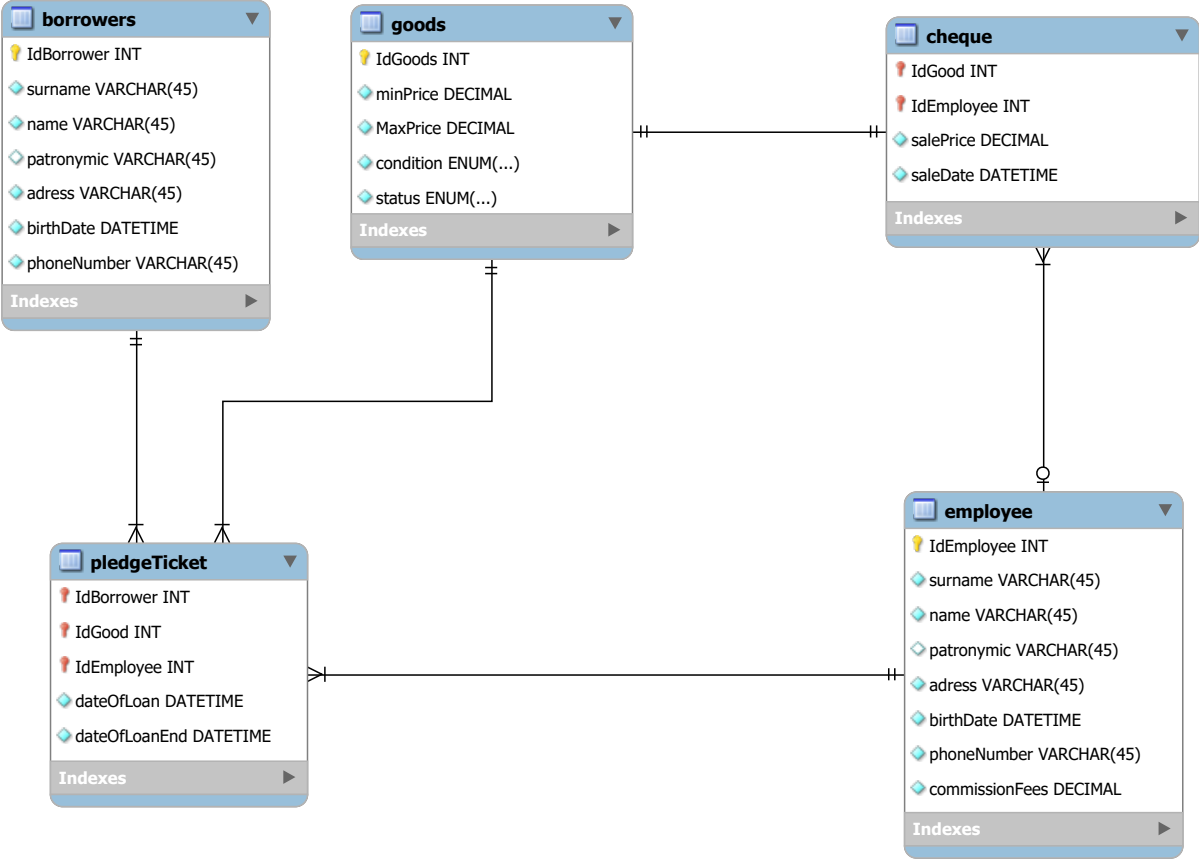 borrowers
IdBorrower INT
surname VARCHAR(45)
name VARCHAR(45)
patronymic VARCHAR(45)
adress VARCHAR(45)
birthDate DATETIME
phoneNumber VARCHAR(45)
Indexes
goods
IdGoods INT
minPrice DECIMAL
MaxPrice DECIMAL
condition ENUM(...)
status ENUM(...)
Indexes
cheque
IdGood INT
IdEmployee INT
salePrice DECIMAL
saleDate DATETIME
Indexes
pledgeTicket
IdBorrower INT
IdGood INT
IdEmployee INT
dateOfLoan DATETIME
dateOfLoanEnd DATETIME
Indexes
employee
IdEmployee INT
surname VARCHAR(45)
name VARCHAR(45)
patronymic VARCHAR(45)
adress VARCHAR(45)
birthDate DATETIME
phoneNumber VARCHAR(45)
commissionFees DECIMAL
Indexes